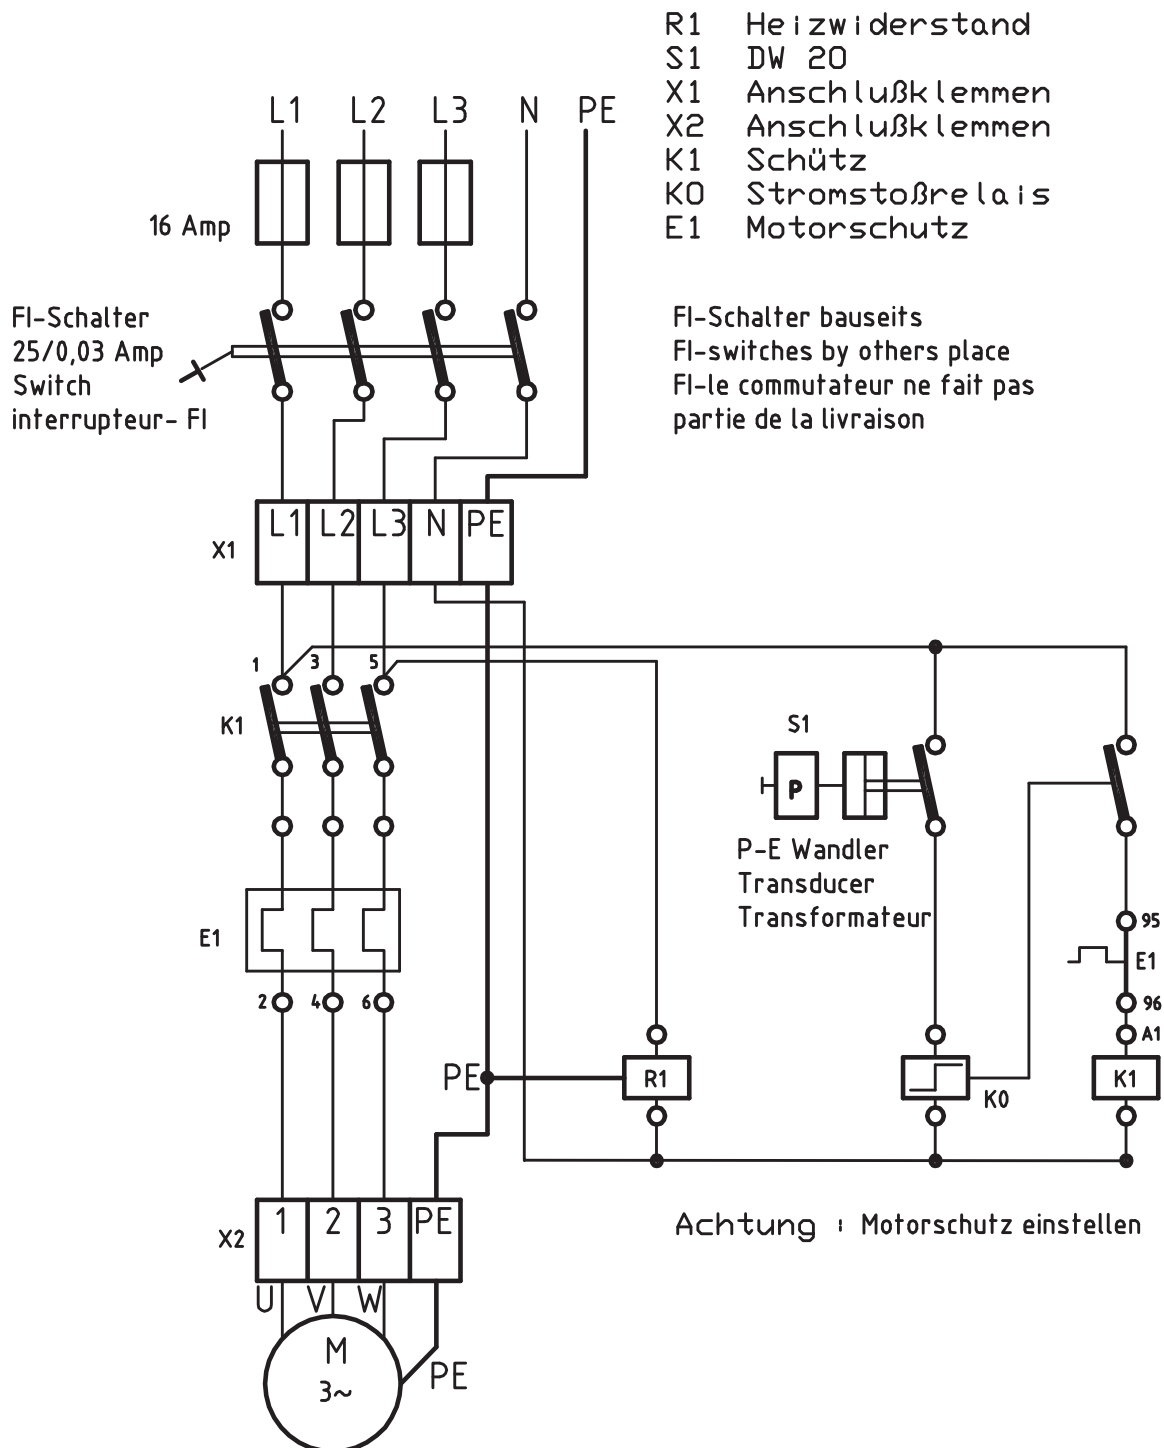 R1 Heizwiderstand
S1 DW 20
X1 Anschlußklemmen
X2 Anschlußklemmen
K1 Schütz
K0 Stromstoßrelais
E1 Motorschutz
L1 L2 L3 N PE
16 Amp
FI-Schalter
25/0,03 Amp
Switch
interrupteur- FI
FI-Schalter bauseits
FI-switches by others place
FI-le commutateur ne fait pas
partie de la livraison
L1 L2 L3 N PE
X1
1 3 5
K1
S1
P
P-E Wandler
Transducer
Transformateur
95
E1
96
A1
E1
2 4 6
PE
R1
K0
K1
1 2 3 PE
X2
Achtung : Motorschutz einstellen
U V W
M
3~
PE